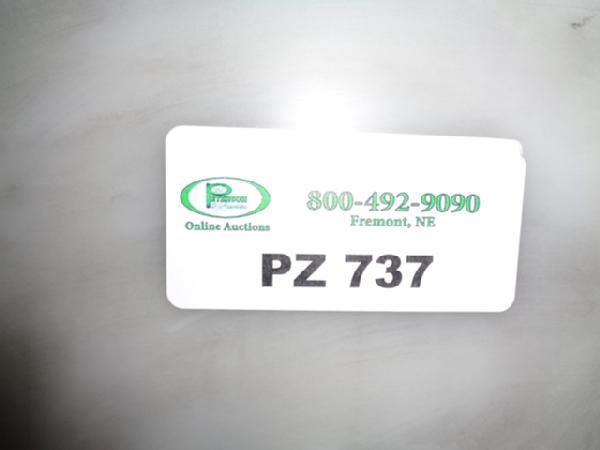 Online Auctions
800-492-9090
Fremont, NE
PZ 737